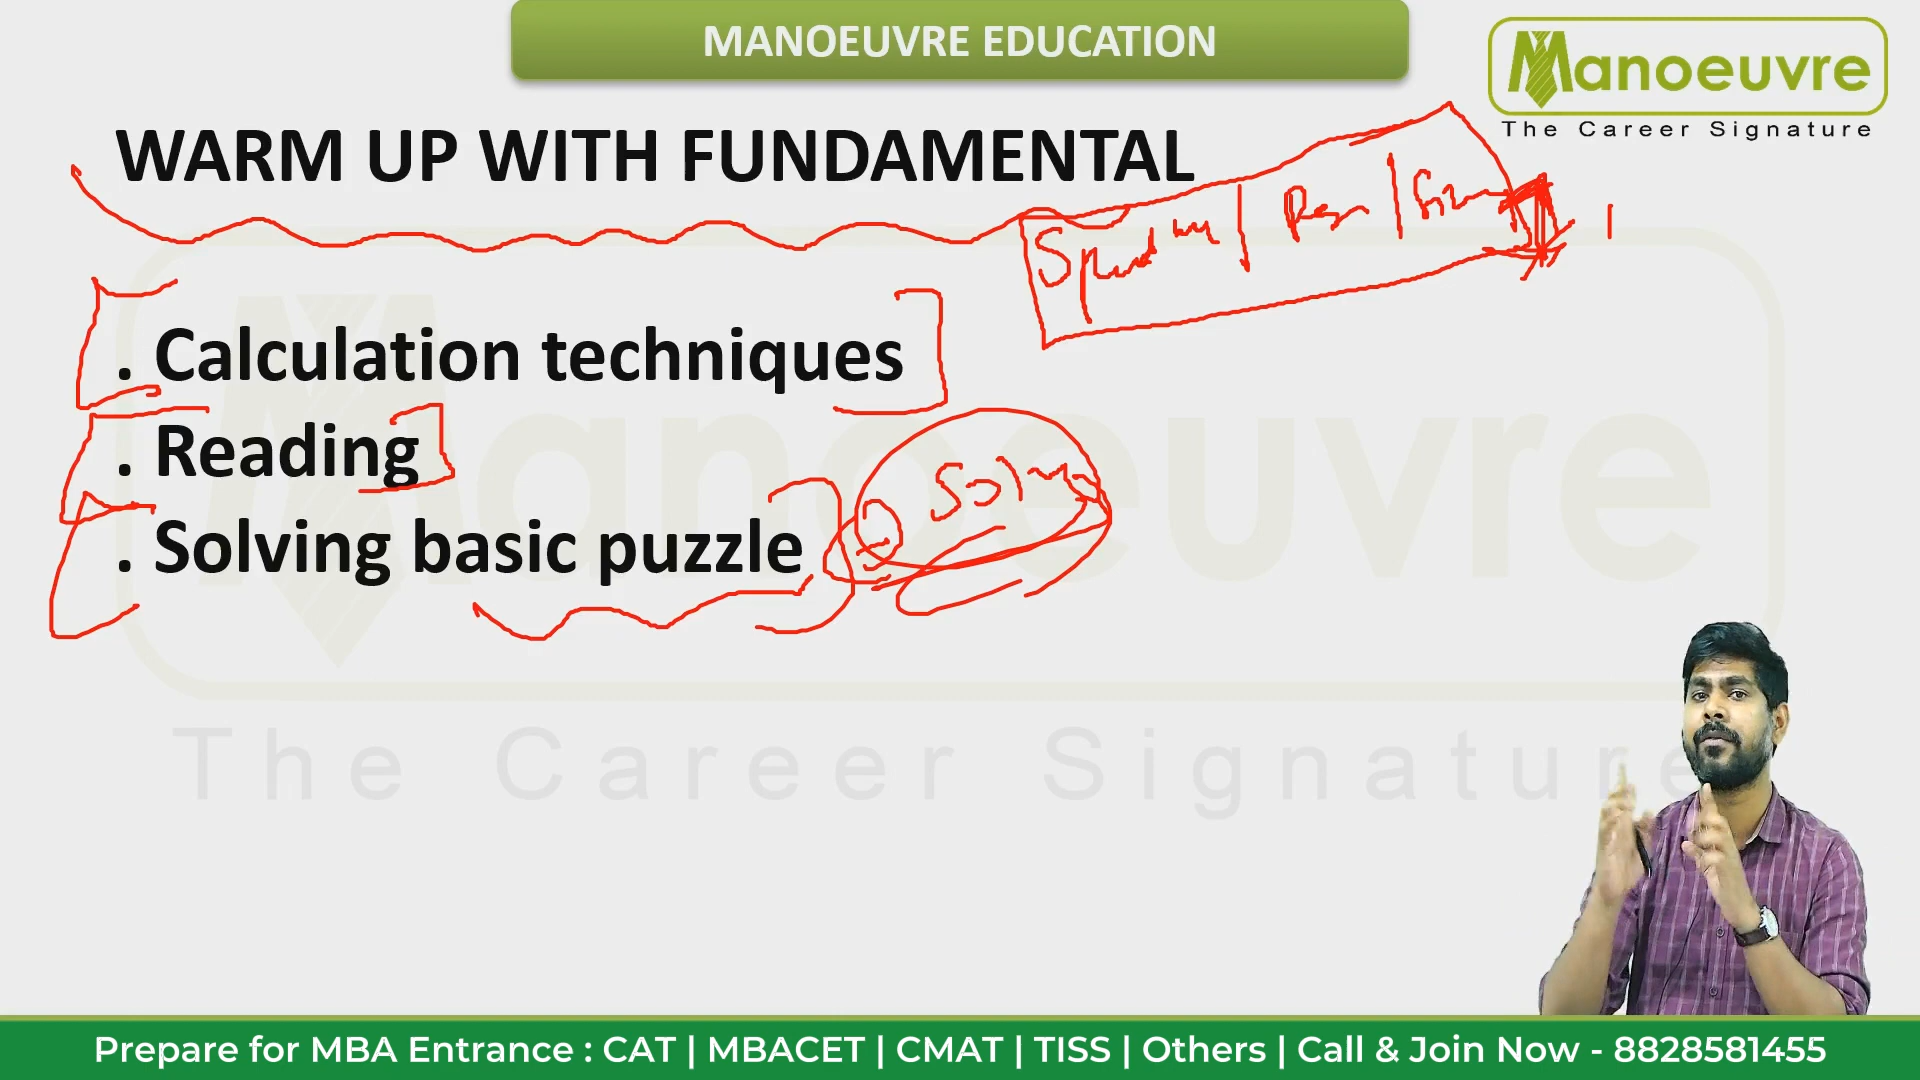 MANOEUVRE EDUCATION
Manoeuvre
The Career Signature
WARM UP WITH FUNDAMENTAL
. Calculation techniques
. Reading
. Solving basic puzzle
Manoeuvre
The Career Signature
Prepare for MBA Entrance : CAT | MBACET | CMAT | TISS | Others | Call & Join Now - 8828581455